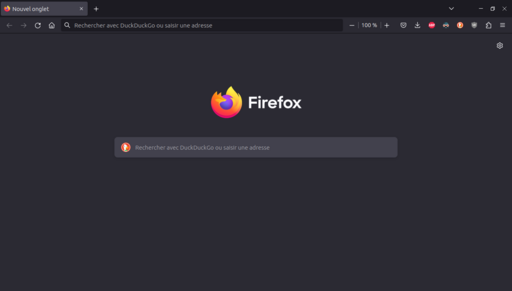 Nouvel onglet
Rechercher avec DuckDuckGo ou saisir une adresse
100 %
Firefox
Rechercher avec DuckDuckGo ou saisir une adresse